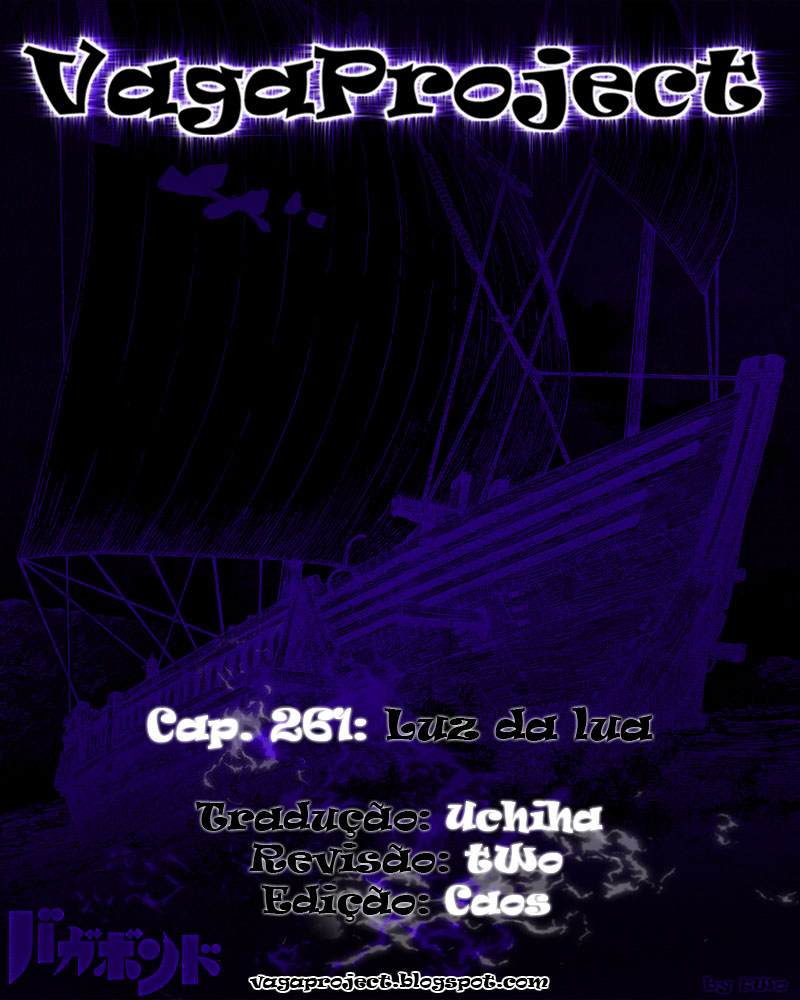 VagaProject
Cap. 261: Luz da lua
Tradução: Uchiha
Revisão: tWo
Edição: Caos
バガボンド
vagaproject.blogspot.com
by tWo